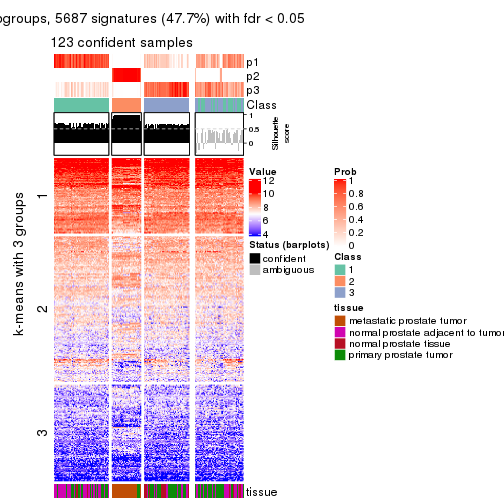 ogroups, 5687 signatures (47.7%) with fdr < 0.05
123 confident samples
p1
p2
p3
Class
1
0.5
0
Silhouette
score
k-means with 3 groups
1
2
3
Value
12
10
8
6
4
Status (barplots)
confident
ambiguous
Prob
1
0.8
0.6
0.4
0.2
0
Class
1
2
3
tissue
metastatic prostate tumor
normal prostate adjacent to tumor
normal prostate tissue
primary prostate tumor
tissue